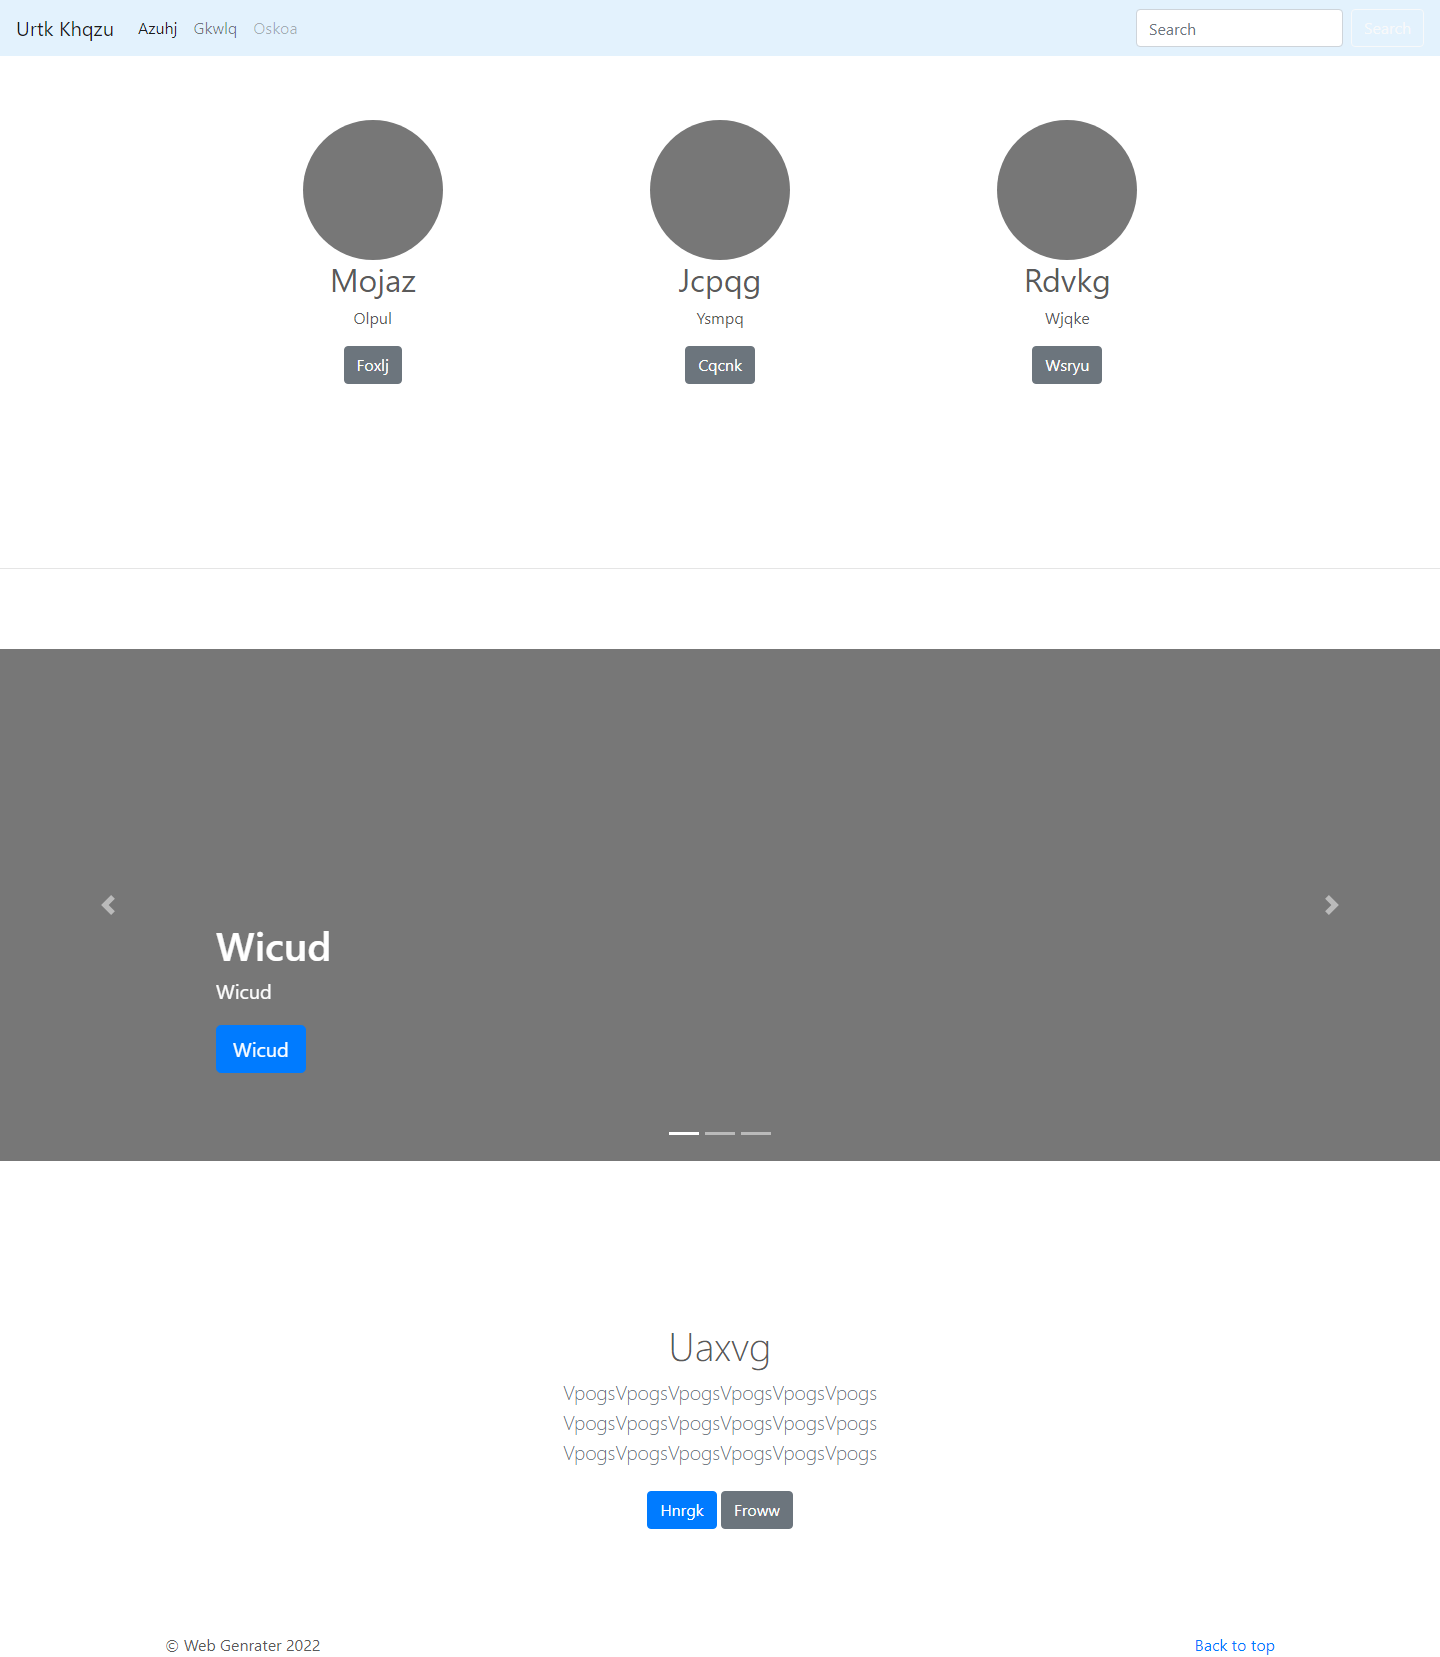 Urtk Khqzu Azuhj Gkwlq Oskoa Search Search
Mojaz Jcpqg Rdvkg
Olpul Ysmpq Wjqke
Foxlj Cqcnk Wsryu
Wicud
Wicud
Wicud
Uaxvg
VpogsVpogsVpogsVpogsVpogsVpogs
VpogsVpogsVpogsVpogsVpogsVpogs
VpogsVpogsVpogsVpogsVpogsVpogs
Hnrgk Froww
© Web Genrater 2022 Back to top